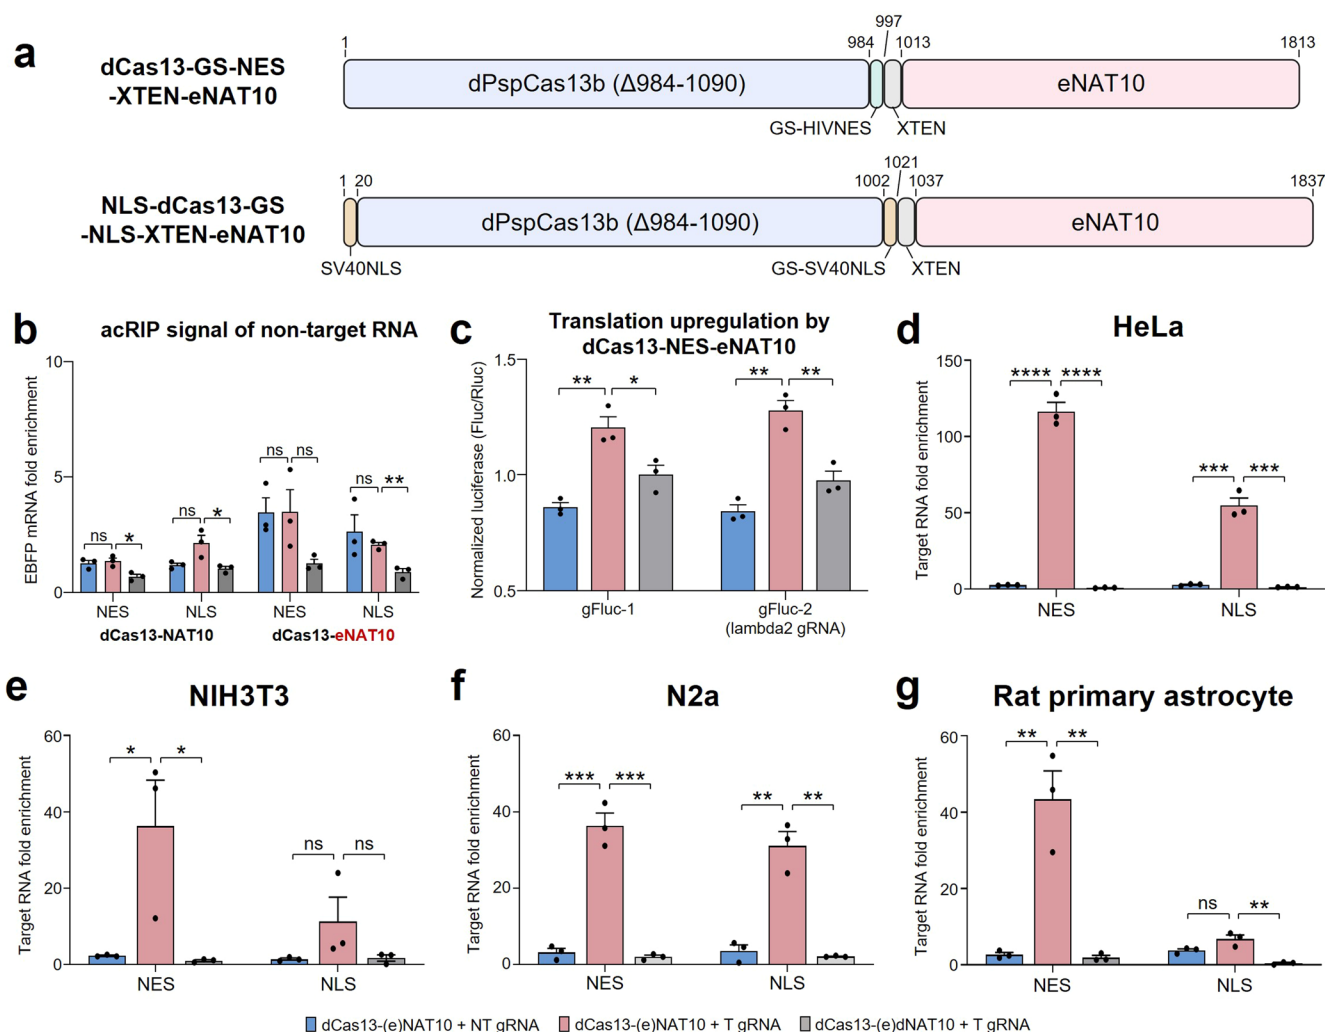 a
dCas13-GS-NES
-XTEN-eNAT10
1
984
997
1013
1813
dPspCas13b (Δ984-1090)
eNAT10
GS-HIVNES
XTEN
NLS-dCas13-GS
-NLS-XTEN-eNAT10
1
20
1002
1021
1037
1837
dPspCas13b (Δ984-1090)
eNAT10
SV40NLS
GS-SV40NLS
XTEN
b
acRIP signal of non-target RNA
EBFP mRNA fold enrichment
10
5
0
ns
*
ns
*
ns
ns
ns
**
NES
NLS
NES
NLS
dCas13-NAT10
dCas13-eNAT10
c
Translation upregulation by
dCas13-NES-eNAT10
Normalized luciferase (Fluc/Rluc)
1.5
1.0
0.5
**
*
**
**
gFluc-1
gFluc-2
(lambda2 gRNA)
d
HeLa
Target RNA fold enrichment
150
100
50
0
****
****
***
***
NES
NLS
e
NIH3T3
Target RNA fold enrichment
60
40
20
0
*
*
ns
ns
NES
NLS
f
N2a
Target RNA fold enrichment
60
40
20
0
***
***
**
**
NES
NLS
g
Rat primary astrocyte
Target RNA fold enrichment
60
40
20
0
**
**
ns
**
NES
NLS
dCas13-(e)NAT10 + NT gRNA
dCas13-(e)NAT10 + T gRNA
dCas13-(e)dNAT10 + T gRNA